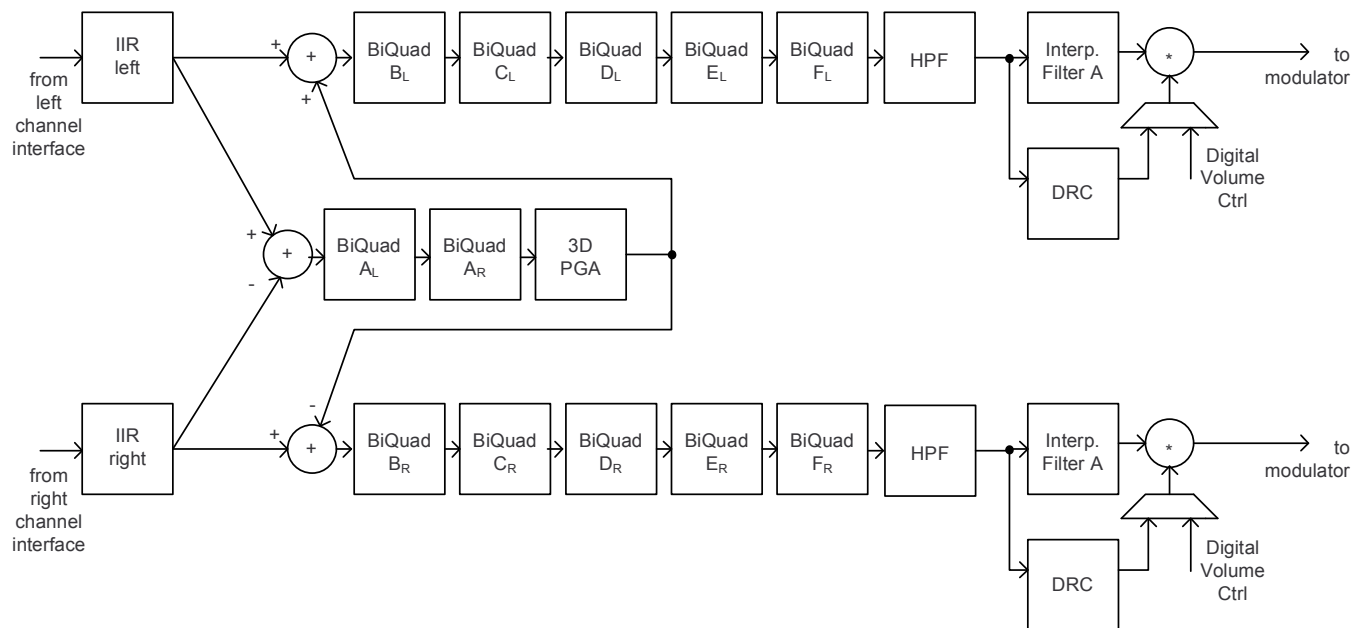 IIR
left
from
left
channel
interface
+
+
+
BiQuad
BL
BiQuad
CL
BiQuad
DL
BiQuad
EL
BiQuad
FL
HPF
Interp.
Filter A
*
to
modulator
DRC
Digital
Volume
Ctrl
+
+
-
BiQuad
AL
BiQuad
AR
3D
PGA
IIR
right
from
right
channel
interface
-
+
+
BiQuad
BR
BiQuad
CR
BiQuad
DR
BiQuad
ER
BiQuad
FR
HPF
Interp.
Filter A
*
to
modulator
DRC
Digital
Volume
Ctrl